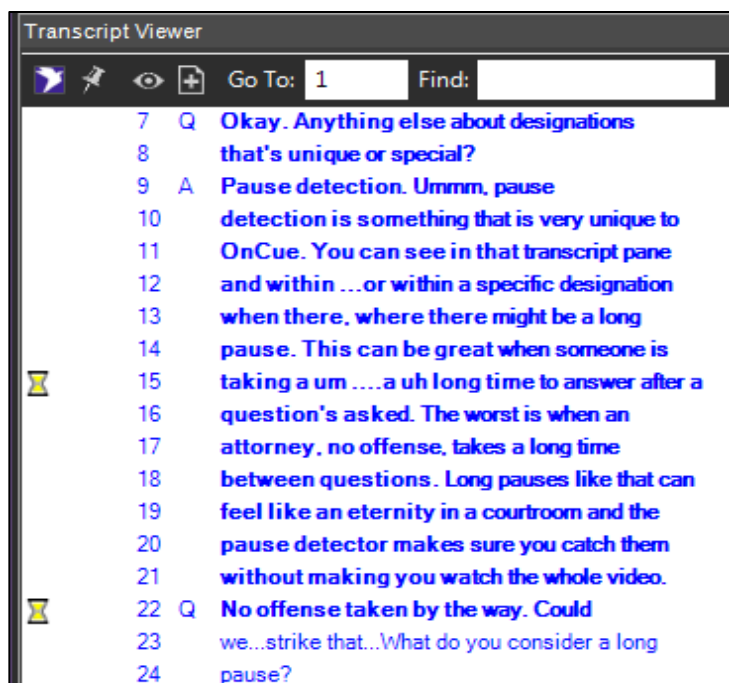 Transcript Viewer
Go To: 1 Find:
7 Q Okay. Anything else about designations
8 that's unique or special?
9 A Pause detection. Ummm, pause
10 detection is something that is very unique to
11 OnCue. You can see in that transcript pane
12 and within ...or within a specific designation
13 when there, where there might be a long
14 pause. This can be great when someone is
15 taking a um ....a uh long time to answer after a
16 question's asked. The worst is when an
17 attorney, no offense, takes a long time
18 between questions. Long pauses like that can
19 feel like an eternity in a courtroom and the
20 pause detector makes sure you catch them
21 without making you watch the whole video.
22 Q No offense taken by the way. Could
23 we...strike that...What do you consider a long
24 pause?